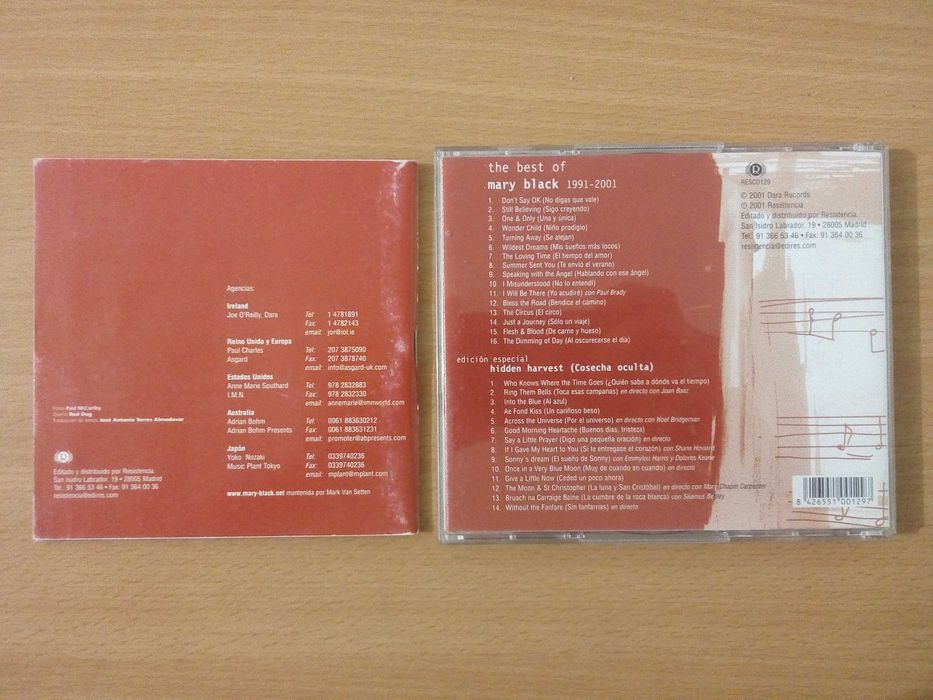 Agencias:
Ireland
Joe O'Reilly, Dara Tel: 1 4781891
Fax: 1 4782143
email: jor@iol.ie
Reino Unido y Europa
Paul Charles Tel: 207 3875090
Asgard Fax: 207 3878740
email: info@asgard-uk.com
Estados Unidos
Anne Marie Southard Tel: 978 2832883
I.M.N. Fax: 978 2832330
email: annemarie@imnworld.com
Australia
Adrian Bohm Tel: 0061 883630212
Adrian Bohm Presents Fax: 0061 883631231
email: promoter@abpresents.com
Japón
Yoko Nozaki Tel: 0339740236
Music Plant Tokyo Fax: 0339740236
email: mplant@mplant.com
www.mary-black.net mantenida por Mark Van Setten
Fotos: Paul McCarthy
Diseño: Red Dog
Traducción de textos: José Antonio Torres Almodovar
R
Editado y distribuido por Resistencia
San Isidro Labrador, 19 • 28005 Madrid
Tel.: 91 366 53 46 • Fax: 91 364 00 36
resistencia@edires.com
the best of
mary black 1991-2001
1. Don't Say OK (No digas que vale)
2. Still Believing (Sigo creyendo)
3. One & Only (Una y única)
4. Wonder Child (Niño prodigio)
5. Turning Away (Se alejan)
6. Wildest Dreams (Mis sueños más locos)
7. The Loving Time (El tiempo del amor)
8. Summer Sent You (Te envió el verano)
9. Speaking with the Angel (Hablando con ese ángel)
10. I Misunderstood (No lo entendí)
11. I Will Be There (Yo acudiré) con Paul Brady
12. Bless the Road (Bendice el camino)
13. The Circus (El circo)
14. Just a Journey (Sólo un viaje)
15. Flesh & Blood (De carne y hueso)
16. The Dimming of Day (Al oscurecerse el día)
edición especial
hidden harvest (Cosecha oculta)
1. Who Knows Where the Time Goes (¿Quién sabe a dónde va el tiempo)
2. Ring Them Bells (Toca esas campanas) en directo con Joan Baez
3. Into the Blue (Al azul)
4. Ae Fond Kiss (Un cariñoso beso)
5. Across the Universe (Por el universo) en directo con Noel Bridgeman
6. Good Morning Heartache (Buenos días, tristeza)
7. Say a Little Prayer (Digo una pequeña oración) en directo
8. If I Gave My Heart to You (Si te entregase el corazón) con Shane Howard
9. Sonny´s dream (El sueño de Sonny) con Emmylou Harris y Dolores Keane
10. Once in a Very Blue Moon (Muy de cuando en cuando) en directo
11. Give a Little Now (Ceded un poco ahora)
12. The Moon & St Christopher (La luna y San Cristóbal) en directo con Mary Chapin Carpenter
13. Bruach na Carraige Baine (La cumbre de la roca blanca) con Séamus Begley
14. Without the Fanfare (Sin fanfarrias) en directo
R
RESCD129
© 2001 Dara Records
℗ 2001 Resistencia
Editado y distribuido por Resistencia.
San Isidro Labrador, 19 • 28005 Madrid
Tel. 91 366 53 46 • Fax: 91 364 00 36
resistencia@edires.com
8 426551 001297